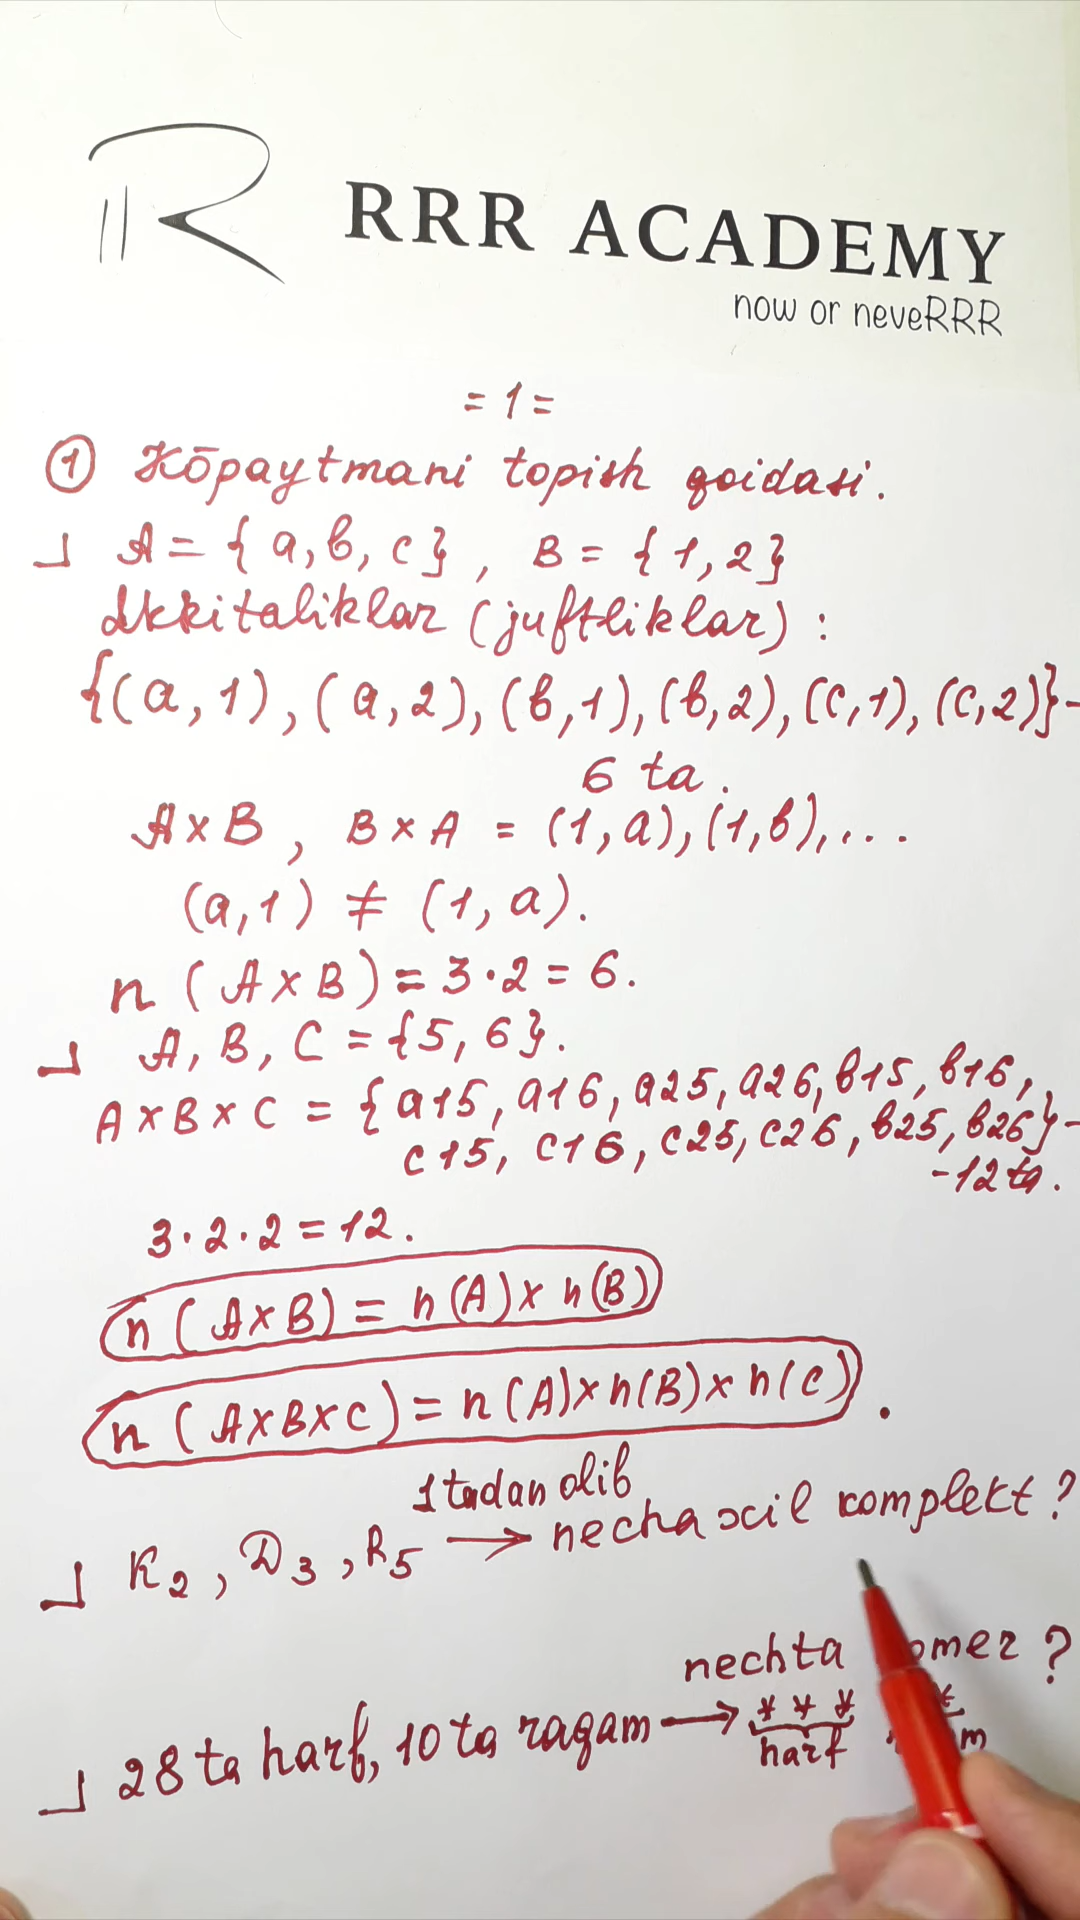 RRR ACADEMY
now or neveRRR
= 1 =
① Kōpaytmani topish qoidasi.
⅃ A = { a, b, c }, B = { 1, 2 }
Ikkitaliklar (juftliklar) :
{(a, 1), (a, 2), (b, 1), (b, 2), (c, 1), (c, 2)} -
6 ta.
A × B , B × A = (1, a), (1, b), ...
(a, 1) ≠ (1, a).
n ( A × B ) = 3 · 2 = 6.
⅃ A, B, C = {5, 6}.
A × B × C = { a15, a16, a25, a26, b15, b16,
c15, c16, c25, c26, b25, b26} -
- 12 ta.
3 · 2 · 2 = 12.
n ( A × B ) = n (A) × n (B)
n ( A × B × C ) = n (A) × n (B) × n (C) .
1 tadan olib
⅃ K₂ , D₃ , R₅ → necha xil komplekt ?
nechta ?
⅃ 28 ta harf, 10 ta raqam → * * * *
harf